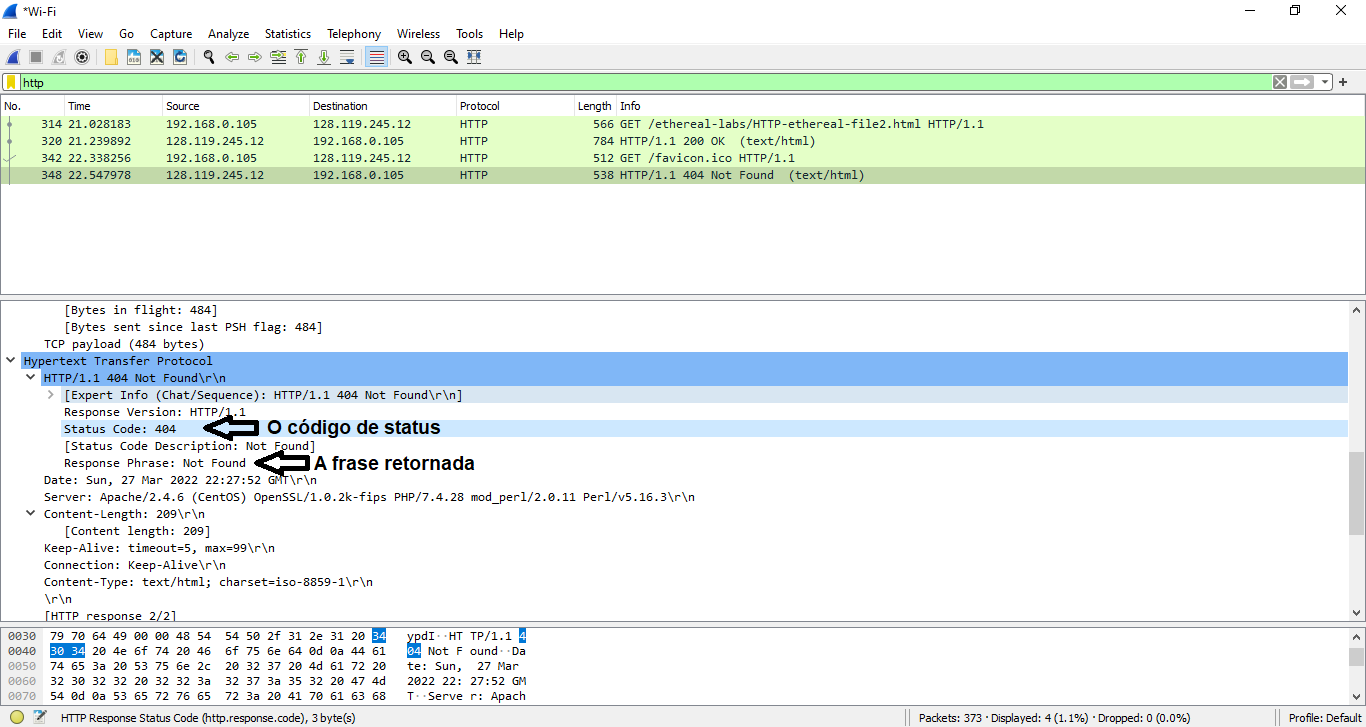 *Wi-Fi
File Edit View Go Capture Analyze Statistics Telephony Wireless Tools Help
http
No. Time Source Destination Protocol Length Info
314 21.028183 192.168.0.105 128.119.245.12 HTTP 566 GET /ethereal-labs/HTTP-ethereal-file2.html HTTP/1.1
320 21.239892 128.119.245.12 192.168.0.105 HTTP 784 HTTP/1.1 200 OK (text/html)
342 22.338256 192.168.0.105 128.119.245.12 HTTP 512 GET /favicon.ico HTTP/1.1
348 22.547978 128.119.245.12 192.168.0.105 HTTP 538 HTTP/1.1 404 Not Found (text/html)
[Bytes in flight: 484]
[Bytes sent since last PSH flag: 484]
TCP payload (484 bytes)
Hypertext Transfer Protocol
HTTP/1.1 404 Not Found\r\n
[Expert Info (Chat/Sequence): HTTP/1.1 404 Not Found\r\n]
Response Version: HTTP/1.1
Status Code: 404 O código de status
[Status Code Description: Not Found]
Response Phrase: Not Found A frase retornada
Date: Sun, 27 Mar 2022 22:27:52 GMT\r\n
Server: Apache/2.4.6 (CentOS) OpenSSL/1.0.2k-fips PHP/7.4.28 mod_perl/2.0.11 Perl/v5.16.3\r\n
Content-Length: 209\r\n
[Content length: 209]
Keep-Alive: timeout=5, max=99\r\n
Connection: Keep-Alive\r\n
Content-Type: text/html; charset=iso-8859-1\r\n
\r\n
[HTTP response 2/2]
0030 79 70 64 49 00 00 48 54 54 50 2f 31 2e 31 20 34 ypdI··HT TP/1.1 4
0040 30 34 20 4e 6f 74 20 46 6f 75 6e 64 0d 0a 44 61 04 Not F ound··Da
0050 74 65 3a 20 53 75 6e 2c 20 32 37 20 4d 61 72 20 te: Sun, 27 Mar
0060 32 30 32 32 20 32 32 3a 32 37 3a 35 32 20 47 4d 2022 22: 27:52 GM
0070 54 0d 0a 53 65 72 76 65 72 3a 20 41 70 61 63 68 T··Serve r: Apach
HTTP Response Status Code (http.response.code), 3 byte(s) Packets: 373 · Displayed: 4 (1.1%) · Dropped: 0 (0.0%) Profile: Default